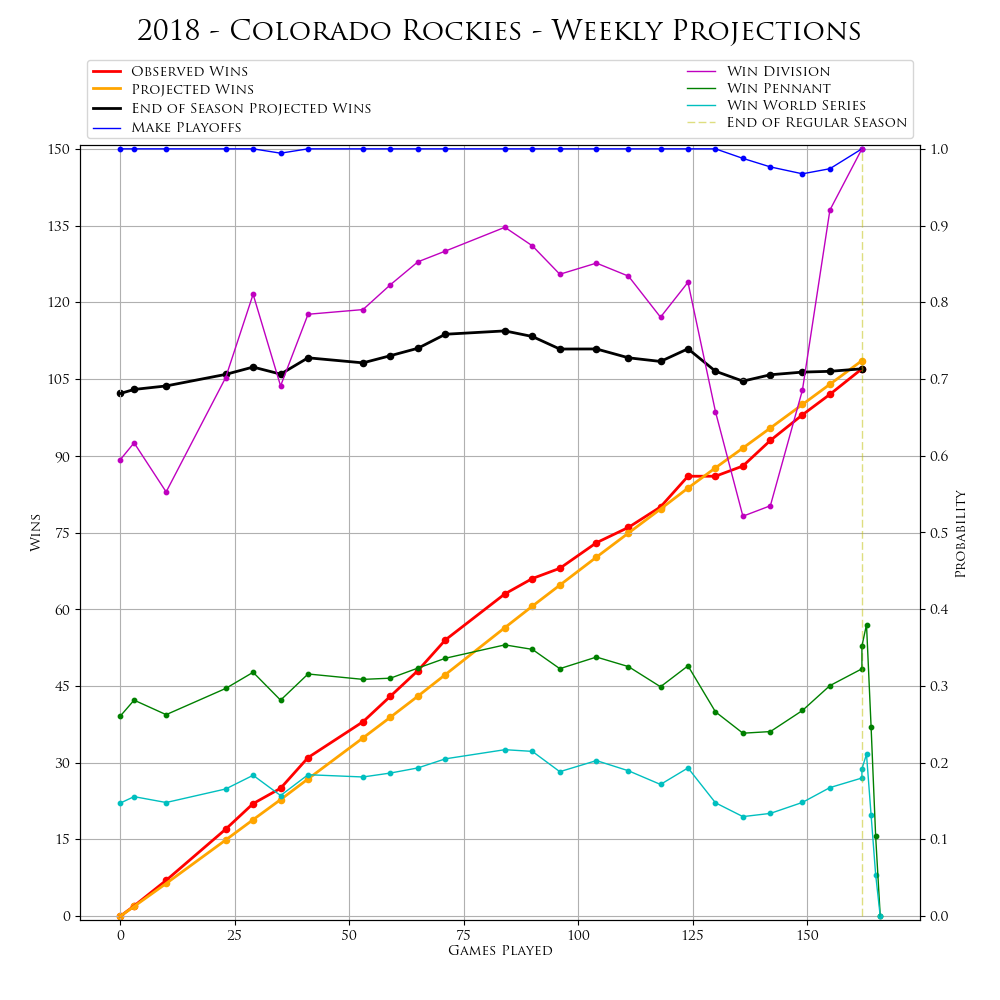 2018 - Colorado Rockies - Weekly Projections
Observed Wins
Projected Wins
End of Season Projected Wins
Make Playoffs
Win Division
Win Pennant
Win World Series
End of Regular Season
150
135
120
105
90
75
60
45
30
15
0
Wins
1.0
0.9
0.8
0.7
0.6
0.5
0.4
0.3
0.2
0.1
0.0
Probability
0 25 50 75 100 125 150
Games Played